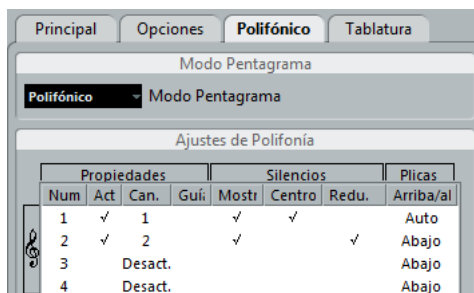 Principal Opciones Polifónico Tablatura
Modo Pentagrama
Polifónico Modo Pentagrama
Ajustes de Polifonía
Propiedades Silencios Plicas
Num Act Can. Guí: Mostr Centro Redu. Arriba/al
1 √ 1 √ √ Auto
2 √ 2 √ √ Abajo
3 Desact. Abajo
4 Desact. Abajo